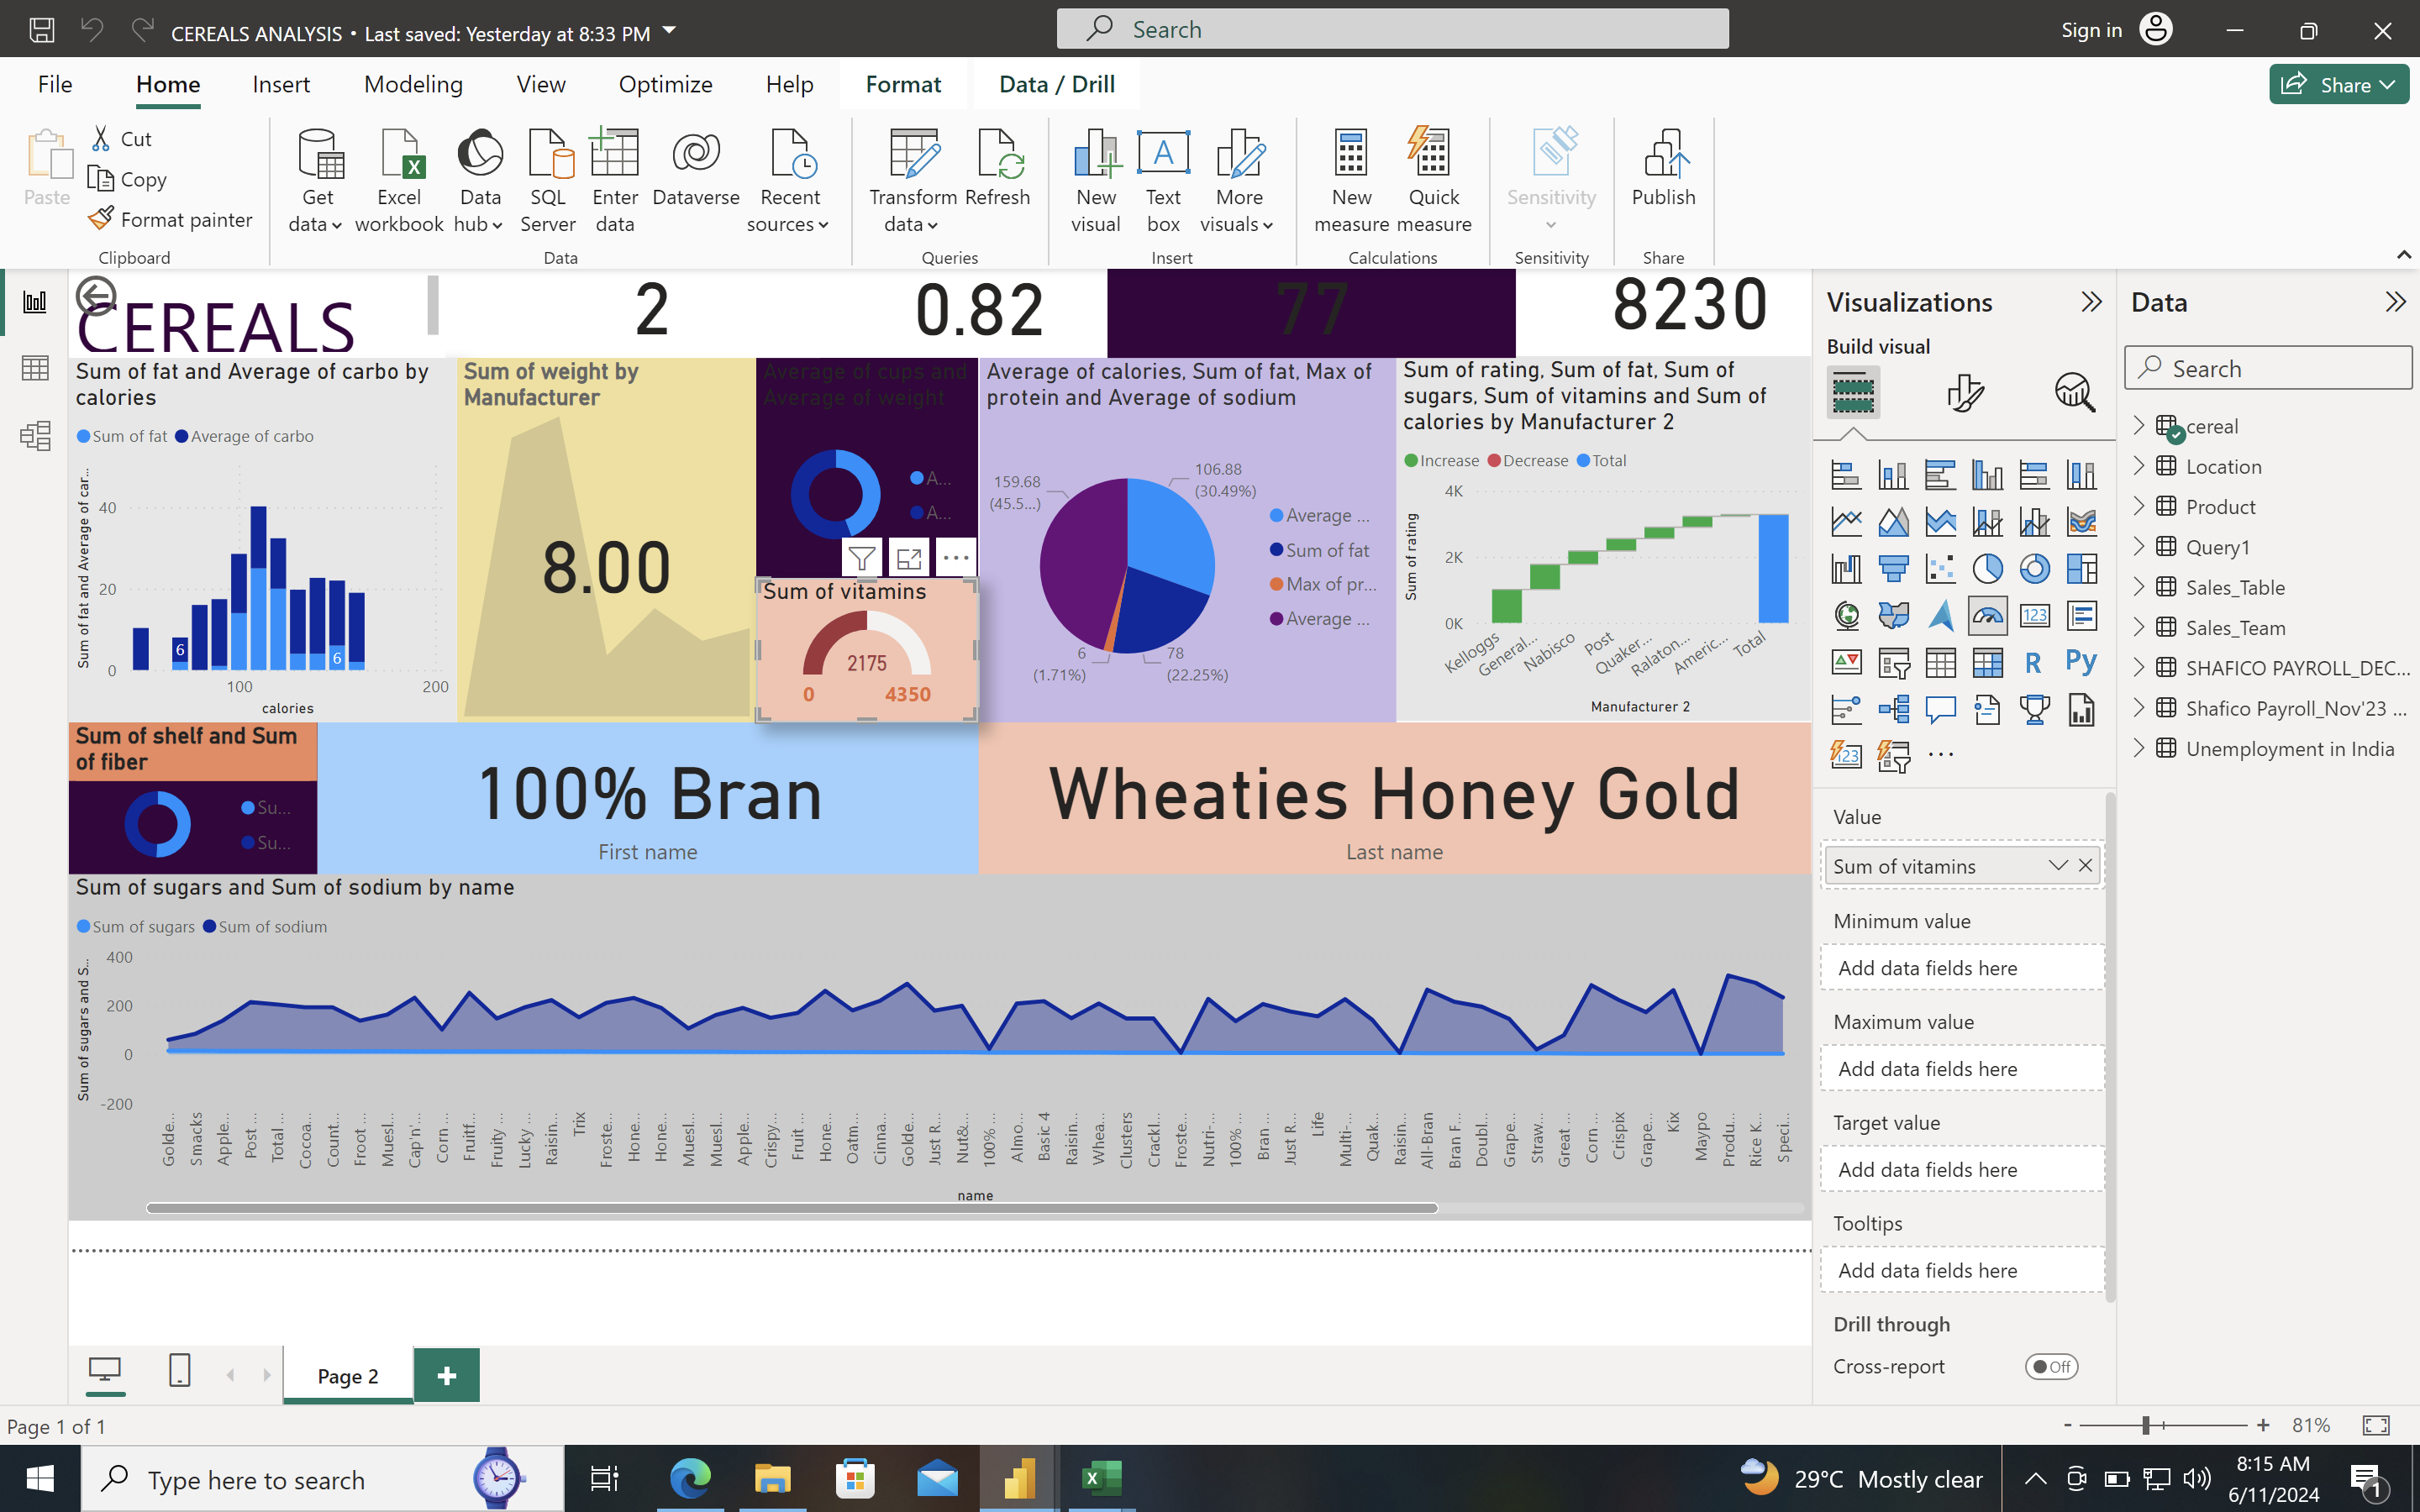 CEREALS ANALYSIS • Last saved: Yesterday at 8:33 PM
Search
Sign in
File
Home
Insert
Modeling
View
Optimize
Help
Format
Data / Drill
Share
Paste
Cut
Copy
Format painter
Clipboard
Get data
Excel workbook
Data hub
SQL Server
Enter data
Dataverse
Recent sources
Data
Transform data
Refresh
Queries
New visual
Text box
More visuals
Insert
New measure
Quick measure
Calculations
Sensitivity
Sensitivity
Publish
Share
CEREALS
2
0.82
77
8230
Sum of fat and Average of carbo by
calories
Sum of fat
Average of carbo
Sum of fat and Average of car...
40
20
0
6
6
100
200
calories
Sum of weight by
Manufacturer
8.00
Average of cups and
Average of weight
A...
A...
Sum of vitamins
2175
0
4350
Average of calories, Sum of fat, Max of
protein and Average of sodium
159.68
(45.5...)
106.88
(30.49%)
6
(1.71%)
78
(22.25%)
Average ...
Sum of fat
Max of pr...
Average ...
Sum of rating, Sum of fat, Sum of
sugars, Sum of vitamins and Sum of
calories by Manufacturer 2
Increase
Decrease
Total
Sum of rating
4K
2K
0K
Kelloggs
General...
Nabisco
Post
Quaker...
Ralaton...
Americ...
Total
Manufacturer 2
Sum of shelf and Sum
of fiber
Su...
Su...
100% Bran
First name
Wheaties Honey Gold
Last name
Sum of sugars and Sum of sodium by name
Sum of sugars
Sum of sodium
Sum of sugars and S...
400
200
0
-200
Golde...
Smacks
Apple...
Post ...
Total ...
Cocoa...
Count...
Froot ...
Muesl...
Cap'n'...
Corn ...
Fruitf...
Fruity ...
Lucky ...
Raisin...
Trix
Froste...
Hone...
Hone...
Muesl...
Muesl...
Apple...
Crispy...
Fruit ...
Hone...
Oatm...
Cinna...
Golde...
Just R...
Nut&...
100% ...
Almo...
Basic 4
Raisin...
Whea...
Clusters
Crackl...
Froste...
Nutri-...
100% ...
Bran ...
Just R...
Life
Multi-...
Quak...
Raisin...
All-Bran
Bran F...
Doubl...
Grape...
Straw...
Great ...
Corn ...
Crispix
Grape...
Kix
Maypo
Produ...
Rice K...
Speci...
name
Visualizations
Build visual
123
R
Py
123
Value
Sum of vitamins
Minimum value
Add data fields here
Maximum value
Add data fields here
Target value
Add data fields here
Tooltips
Add data fields here
Drill through
Cross-report
Off
Data
Search
cereal
Location
Product
Query1
Sales_Table
Sales_Team
SHAFICO PAYROLL_DEC...
Shafico Payroll_Nov'23 ...
Unemployment in India
Page 2
+
Page 1 of 1
- + 81%
Type here to search
29°C Mostly clear
8:15 AM
6/11/2024
1